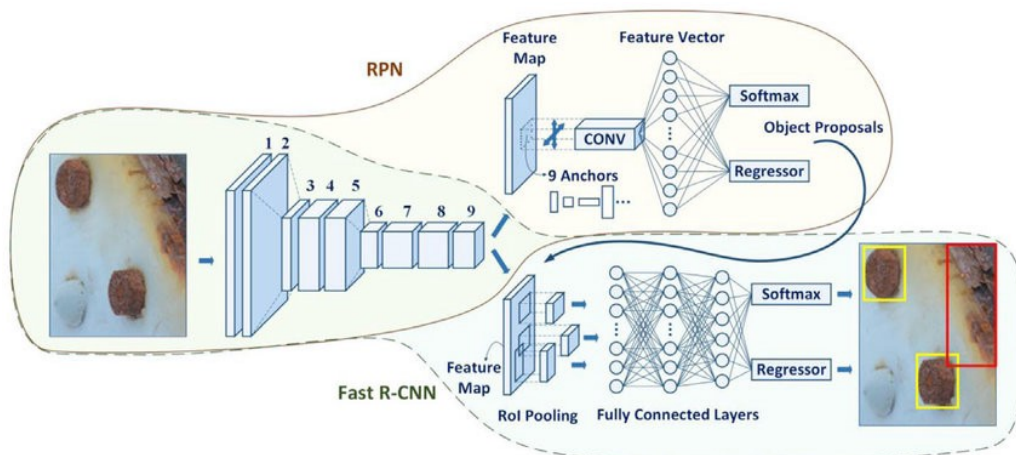 RPN
Feature
Map
Feature Vector
CONV
Softmax
Object Proposals
Regressor
9 Anchors
1 2
3 4 5
6 7 8 9
Softmax
Regressor
Feature
Map
Fast R-CNN
RoI Pooling
Fully Connected Layers